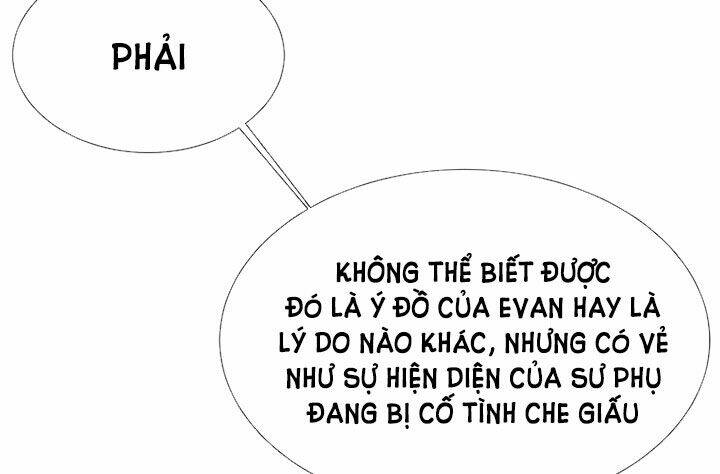 PHẢI
KHÔNG THỂ BIẾT ĐƯỢC
ĐÓ LÀ Ý ĐỒ CỦA EVAN HAY LÀ
LÝ DO NÀO KHÁC, NHƯNG CÓ VẺ
NHƯ SỰ HIỆN DIỆN CỦA SƯ PHỤ
ĐANG BỊ CỐ TÌNH CHE GIẤU